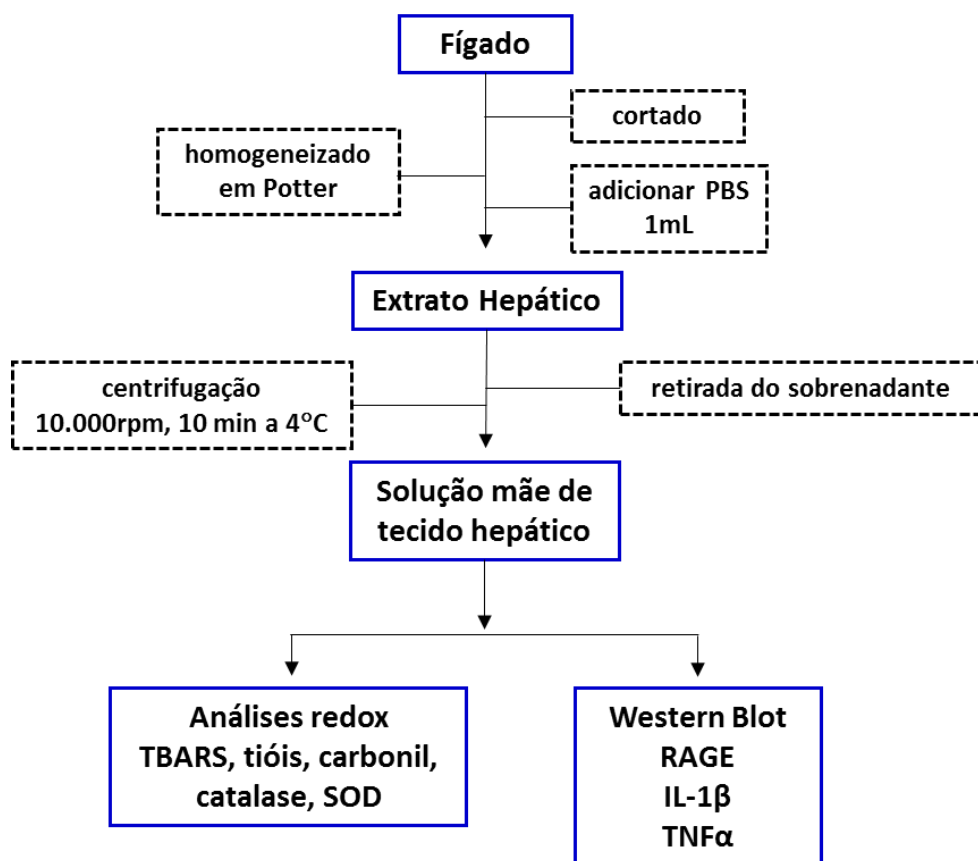 Fígado
cortado
homogeneizado
em Potter
adicionar PBS
1mL
Extrato Hepático
centrifugação
10.000rpm, 10 min a 4°C
retirada do sobrenadante
Solução mãe de
tecido hepático
Análises redox
TBARS, tióis, carbonil,
catalase, SOD
Western Blot
RAGE
IL-1β
TNFα